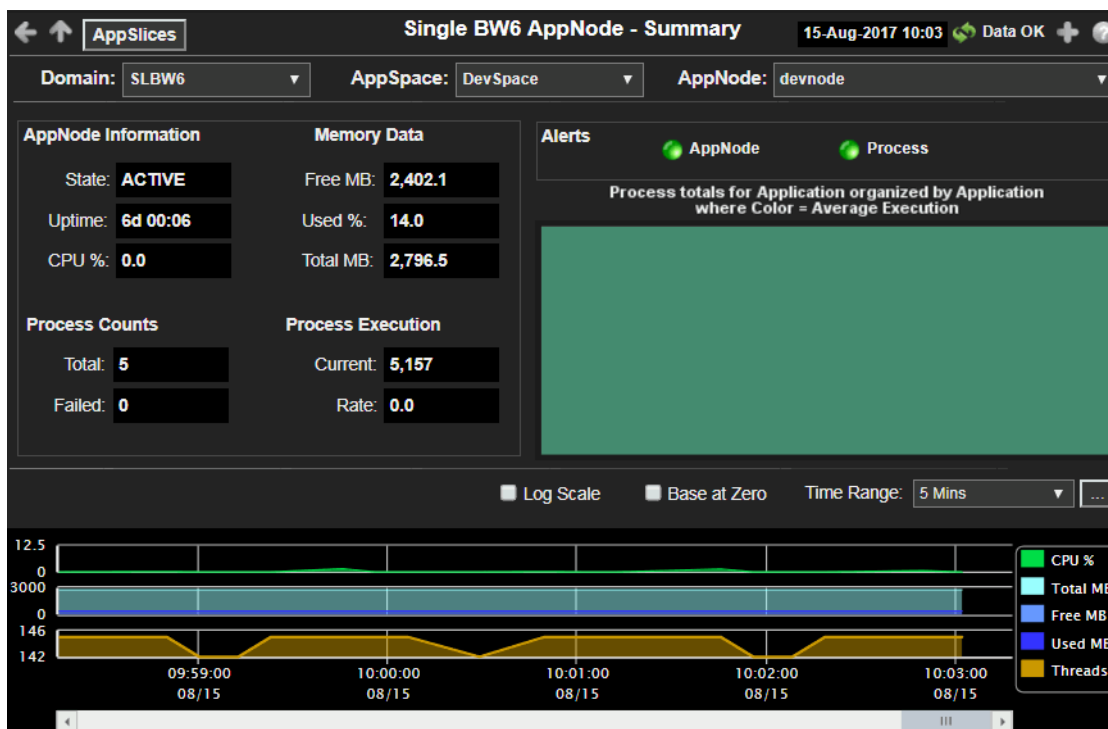 AppSlices
Single BW6 AppNode - Summary
15-Aug-2017 10:03 Data OK
?
Domain: SLBW6
AppSpace: DevSpace
AppNode: devnode
AppNode Information
State: ACTIVE
Uptime: 6d 00:06
CPU %: 0.0
Memory Data
Free MB: 2,402.1
Used %: 14.0
Total MB: 2,796.5
Process Counts
Total: 5
Failed: 0
Process Execution
Current: 5,157
Rate: 0.0
Alerts
AppNode
Process
Process totals for Application organized by Application
where Color = Average Execution
Log Scale
Base at Zero
Time Range: 5 Mins
...
12.5
0
3000
0
146
142
09:59:00
08/15
10:00:00
08/15
10:01:00
08/15
10:02:00
08/15
10:03:00
08/15
CPU %
Total MB
Free MB
Used MB
Threads